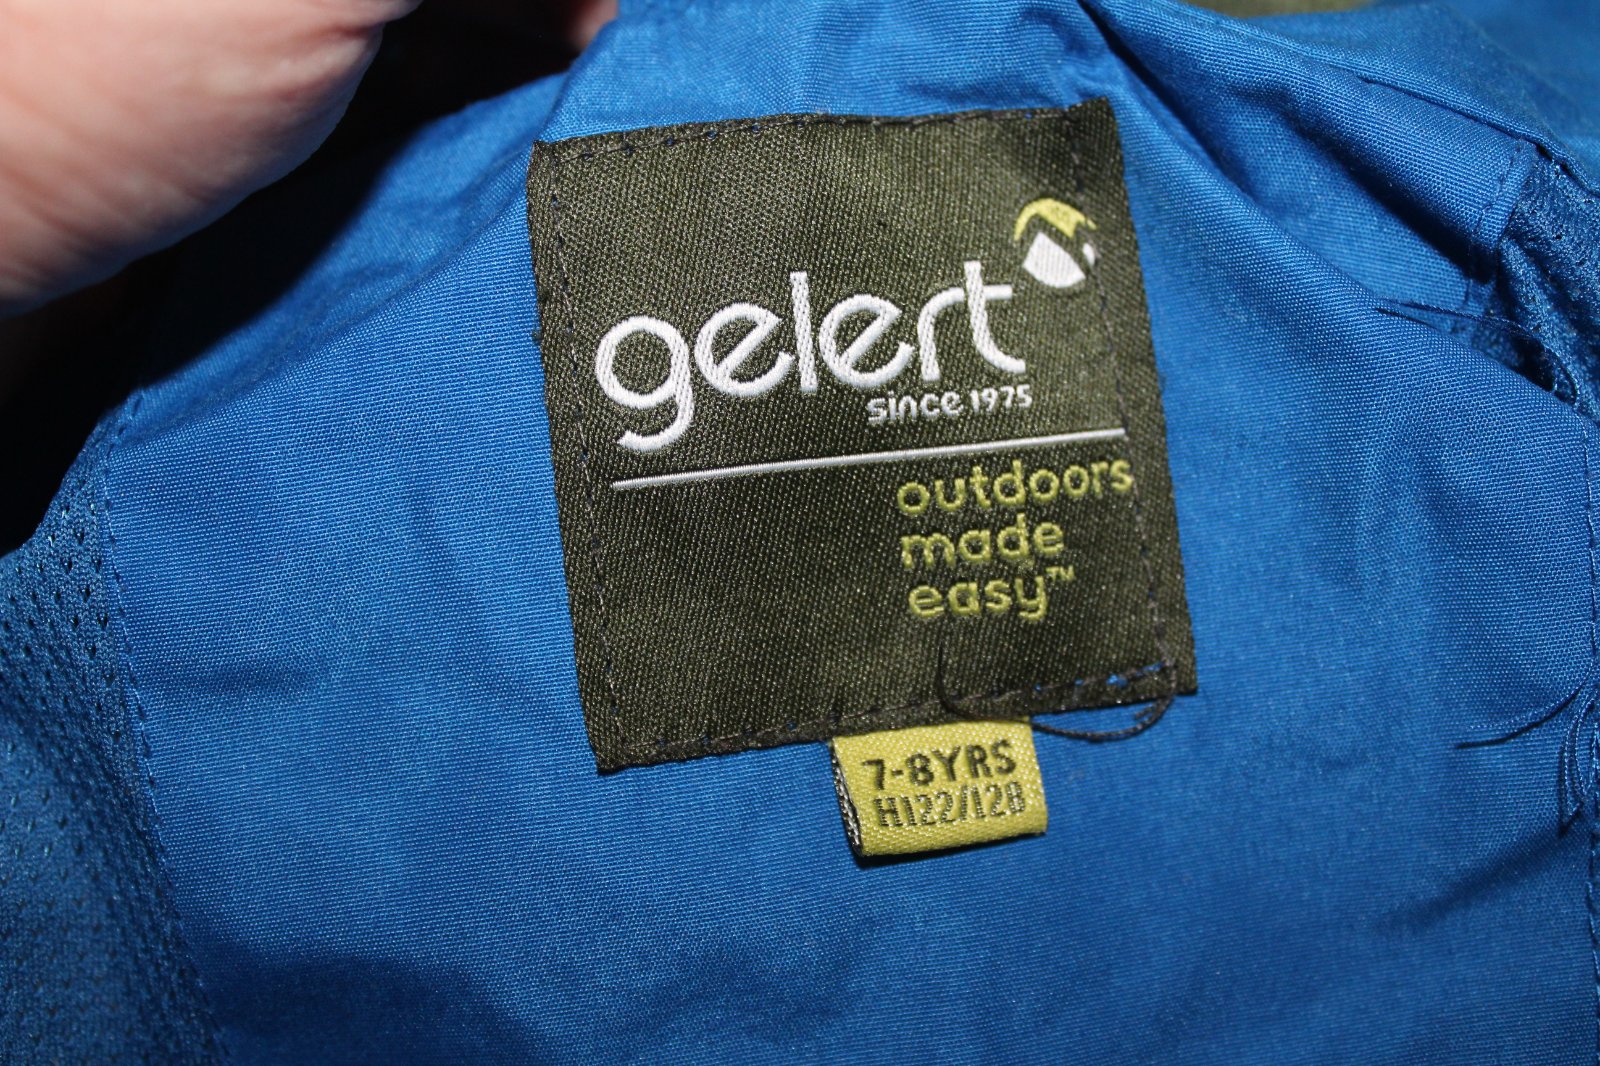 gelert
since 1975
outdoors
made
easy™
7-8YRS
H122/128